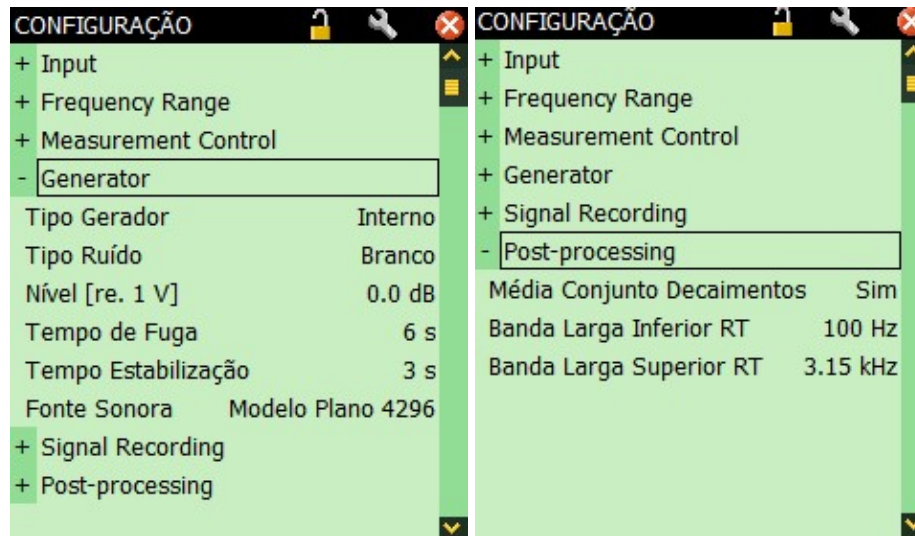 CONFIGURAÇÃO
+ Input
+ Frequency Range
+ Measurement Control
- Generator
Tipo Gerador Interno
Tipo Ruído Branco
Nível [re. 1 V] 0.0 dB
Tempo de Fuga 6 s
Tempo Estabilização 3 s
Fonte Sonora Modelo Plano 4296
+ Signal Recording
+ Post-processing
CONFIGURAÇÃO
+ Input
+ Frequency Range
+ Measurement Control
+ Generator
+ Signal Recording
- Post-processing
Média Conjunto Decaimentos Sim
Banda Larga Inferior RT 100 Hz
Banda Larga Superior RT 3.15 kHz